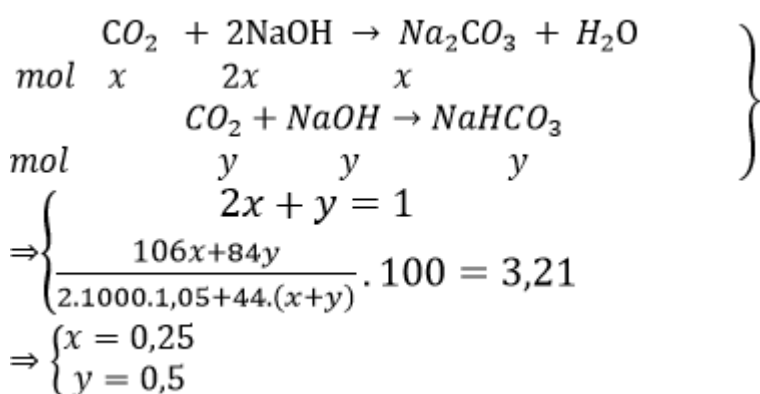 CO₂ + 2NaOH → Na₂CO₃ + H₂O
mol x 2x x
CO₂ + NaOH → NaHCO₃
mol y y y
⇒ { 2x + y = 1
(106x+84y)/(2.1000.1,05+44.(x+y)) . 100 = 3,21
⇒ { x = 0,25
y = 0,5